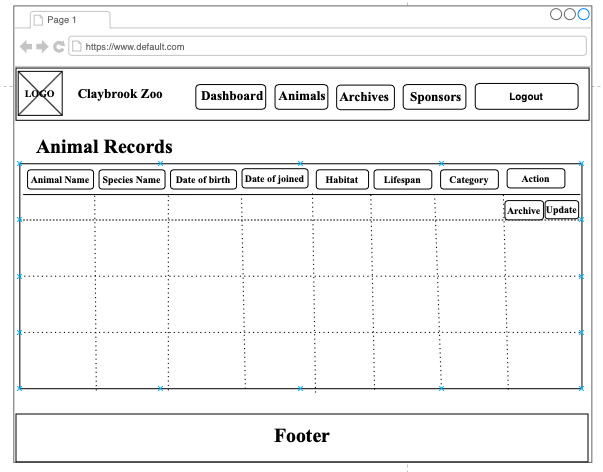 Page 1
https://www.default.com
LOGO
Claybrook Zoo
Dashboard
Animals
Archives
Sponsors
Logout
Animal Records
Animal Name
Species Name
Date of birth
Date of joined
Habitat
Lifespan
Category
Action
Archive
Update
Footer